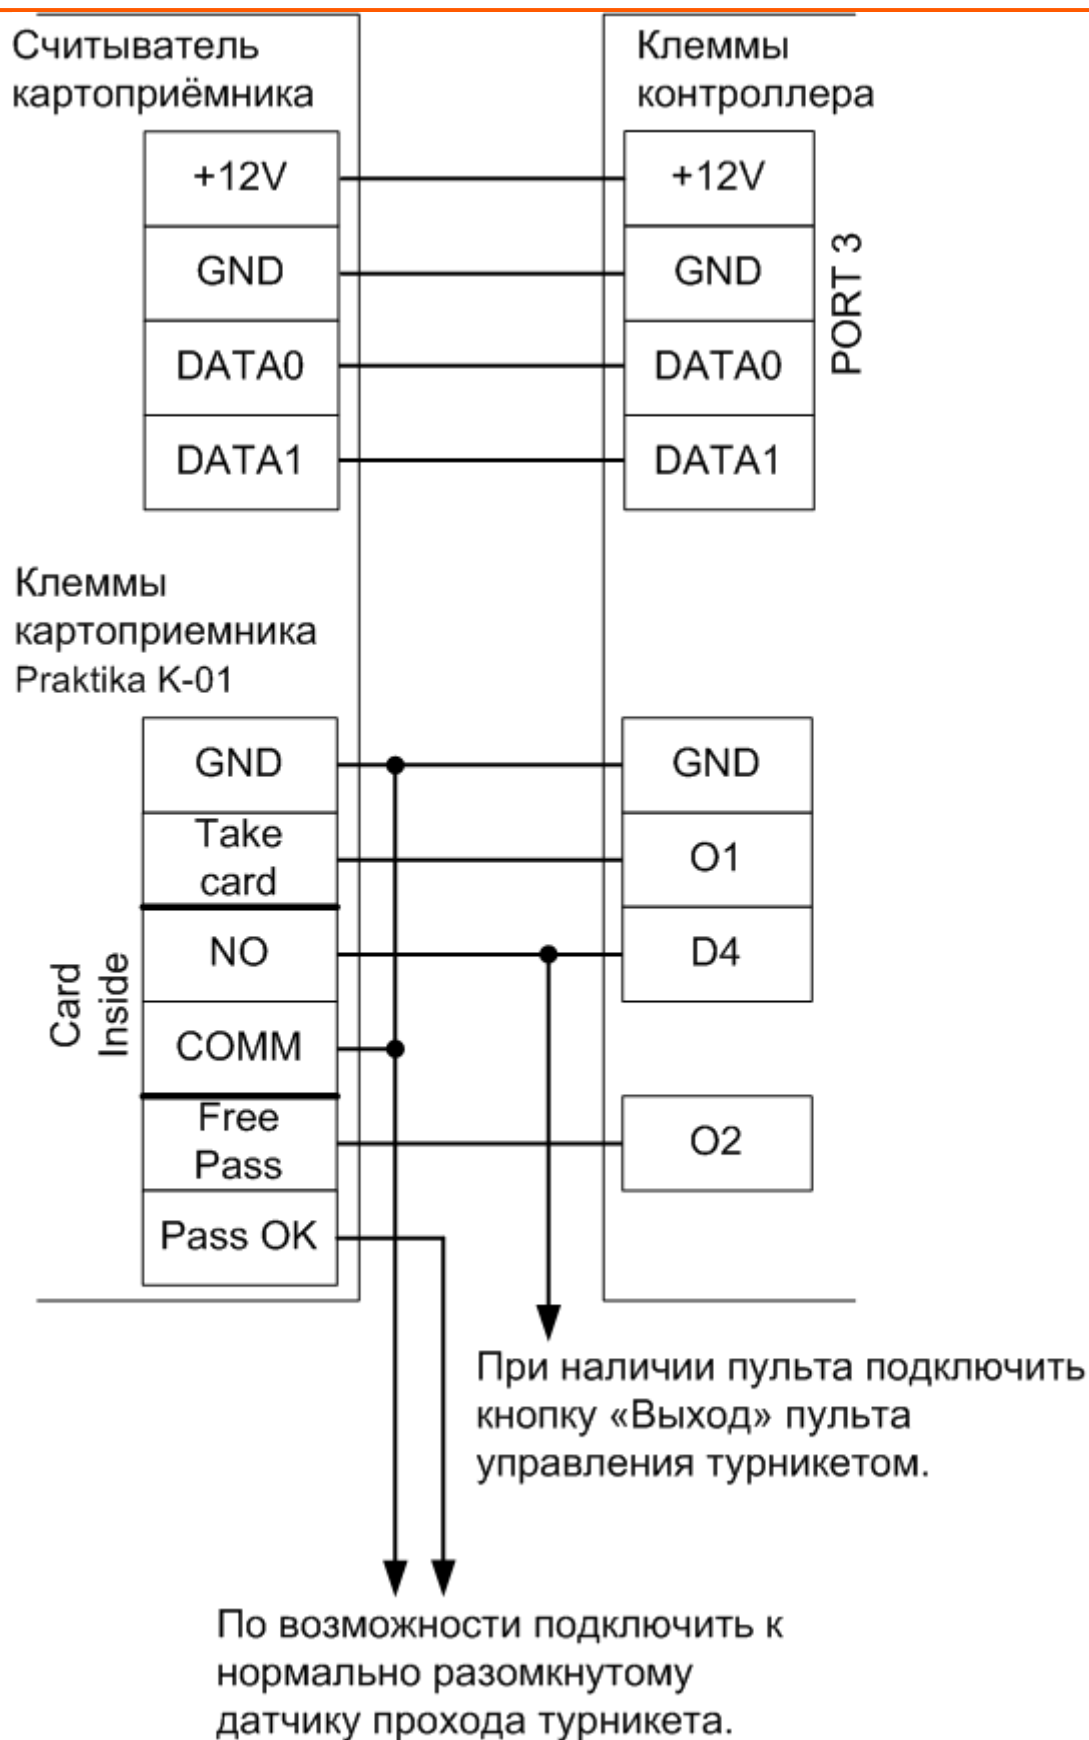 Считыватель
картоприёмника
Клеммы
контроллера
+12V
+12V
GND
GND
DATA0
DATA0
DATA1
DATA1
PORT 3
Клеммы
картоприемника
Praktika K-01
GND
GND
Take
card
O1
NO
D4
COMM
Card
Inside
Free
Pass
O2
Pass OK
При наличии пульта подключить
кнопку «Выход» пульта
управления турникетом.
По возможности подключить к
нормально разомкнутому
датчику прохода турникета.